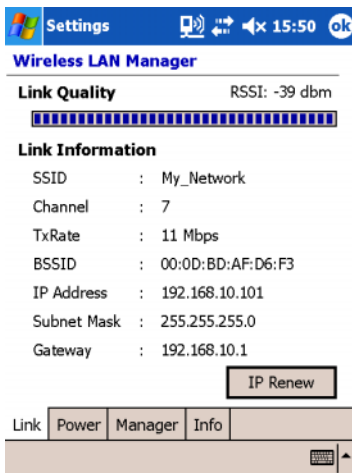 Settings 15:50 ok
Wireless LAN Manager
Link Quality RSSI: -39 dbm
Link Information
SSID : My_Network
Channel : 7
TxRate : 11 Mbps
BSSID : 00:0D:BD:AF:D6:F3
IP Address : 192.168.10.101
Subnet Mask : 255.255.255.0
Gateway : 192.168.10.1
IP Renew
Link Power Manager Info